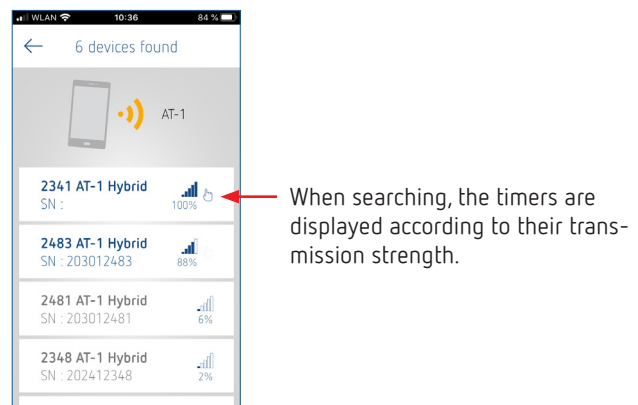 WLAN 10:36 84 %
6 devices found
AT-1
2341 AT-1 Hybrid
SN :
100%
2483 AT-1 Hybrid
SN : 203012483
88%
2481 AT-1 Hybrid
SN : 203012481
6%
2348 AT-1 Hybrid
SN : 202412348
2%
When searching, the timers are
displayed according to their trans-
mission strength.